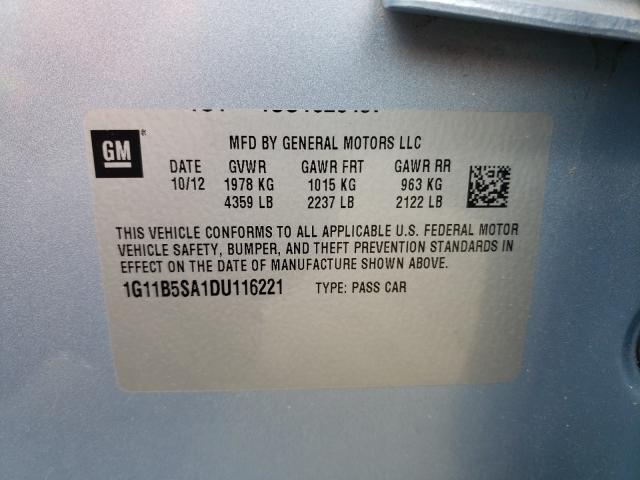 GM
MFD BY GENERAL MOTORS LLC
DATE GVWR GAWR FRT GAWR RR
10/12 1978 KG 1015 KG 963 KG
4359 LB 2237 LB 2122 LB
THIS VEHICLE CONFORMS TO ALL APPLICABLE U.S. FEDERAL MOTOR
VEHICLE SAFETY, BUMPER, AND THEFT PREVENTION STANDARDS IN
EFFECT ON THE DATE OF MANUFACTURE SHOWN ABOVE.
1G11B5SA1DU116221 TYPE: PASS CAR